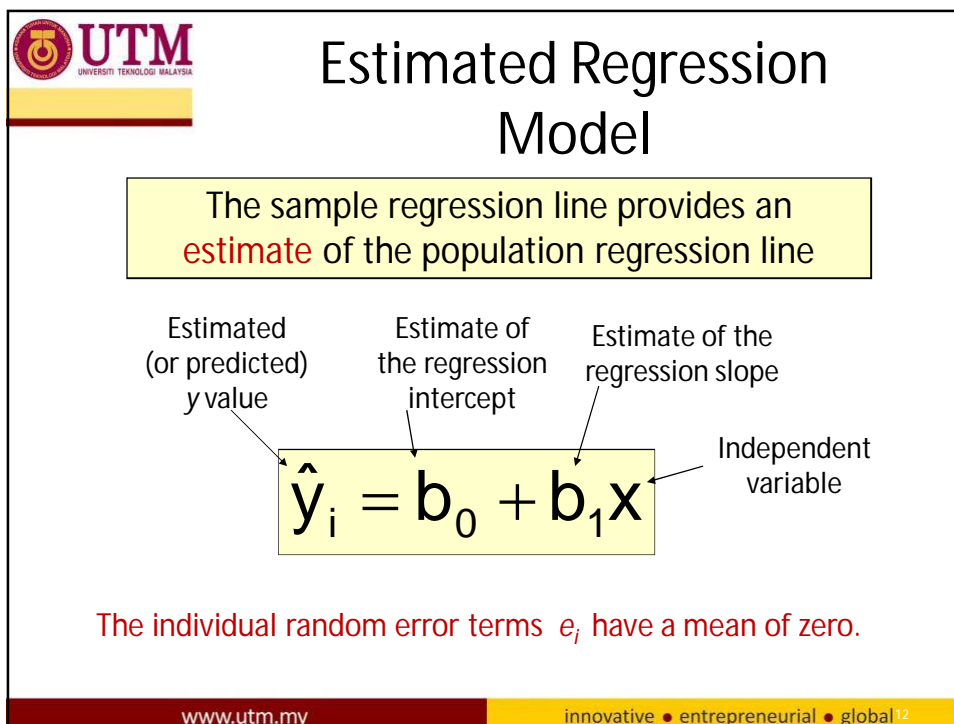 UTM
UNIVERSITI TEKNOLOGI MALAYSIA
Estimated Regression
Model
The sample regression line provides an
estimate of the population regression line
Estimated
(or predicted)
y value
Estimate of
the regression
intercept
Estimate of the
regression slope
Independent
variable
ŷᵢ = b₀ + b₁x
The individual random error terms eᵢ have a mean of zero.
www.utm.my
innovative ● entrepreneurial ● global
12